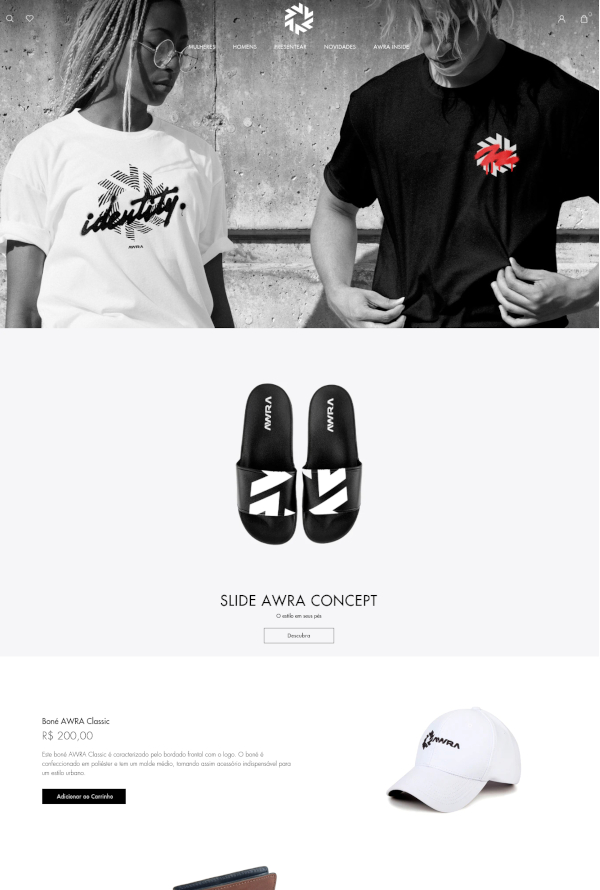 MULHERES HOMENS PRESENTEAR NOVIDADES AWRA INSIDE
identity.
AWRA
AWRA AWRA
SLIDE AWRA CONCEPT
O estilo em seus pés
Descubra
Boné AWRA Classic
R$ 200,00
Este boné AWRA Classic é caracterizado pelo bordado frontal com a logo. O boné é
confeccionado em poliéster e tem um molde médio, tornando assim acessório indispensável para
um estilo urbano.
Adicionar ao Carrinho
AWRA